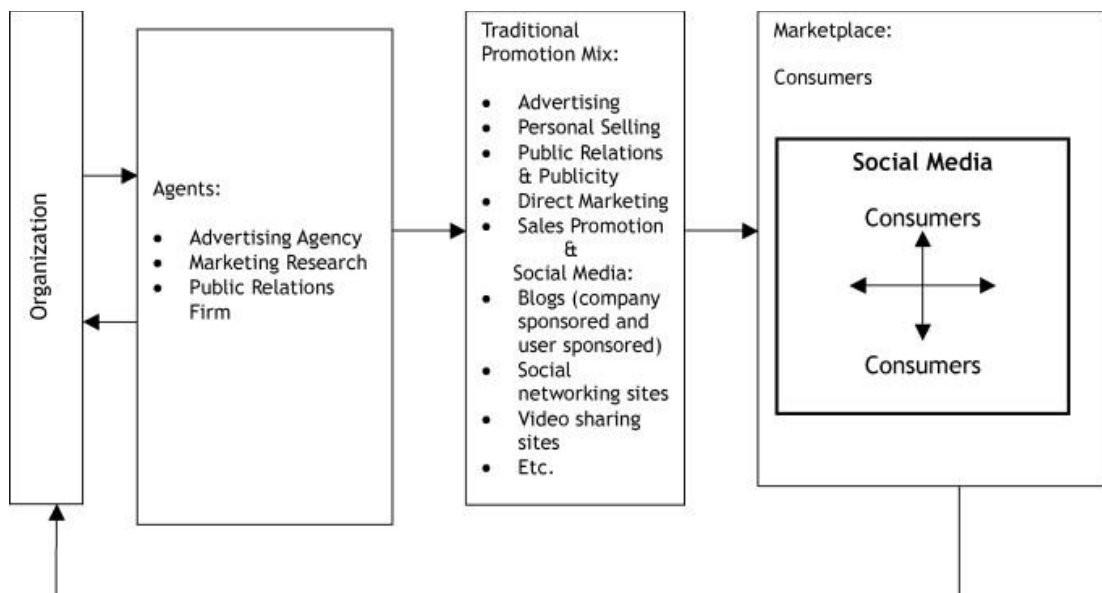 Organization
Agents:
• Advertising Agency
• Marketing Research
• Public Relations
Firm
Traditional
Promotion Mix:
• Advertising
• Personal Selling
• Public Relations
& Publicity
• Direct Marketing
• Sales Promotion
&
Social Media:
• Blogs (company
sponsored and
user sponsored)
• Social
networking sites
• Video sharing
sites
• Etc.
Marketplace:
Consumers
Social Media
Consumers
Consumers